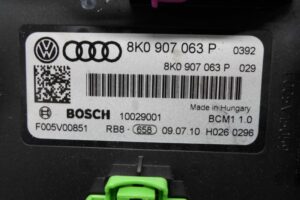 8K0 907 063 P 0392
8K0 907 063 P 029
Made in Hungary
BOSCH 10029001 BCM1 1.0
F005V00851 RB8- 658 09.07.10 H026 0296